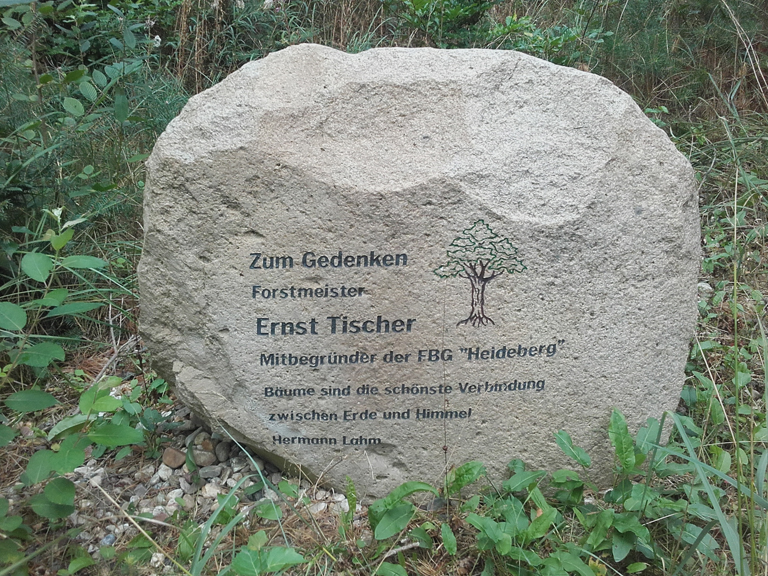 Zum Gedenken
Forstmeister
Ernst Tischer
Mitbegründer der FBG "Heideberg"
Bäume sind die schönste Verbindung
zwischen Erde und Himmel
Hermann Lahm